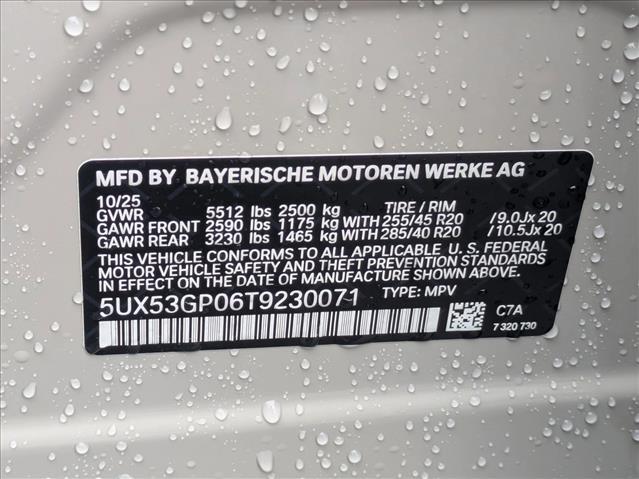 MFD BY BAYERISCHE MOTOREN WERKE AG
10/25
GVWR 5512 lbs 2500 kg TIRE / RIM
GAWR FRONT 2590 lbs 1175 kg WITH 255/45 R20 /9.0Jx 20
GAWR REAR 3230 lbs 1465 kg WITH 285/40 R20 /10.5Jx 20
THIS VEHICLE CONFORMS TO ALL APPLICABLE U. S. FEDERAL
MOTOR VEHICLE SAFETY AND THEFT PREVENTION STANDARDS
IN EFFECT ON THE DATE OF MANUFACTURE SHOWN ABOVE.
5UX53GP06T9230071 TYPE: MPV
C7A
7 320 730